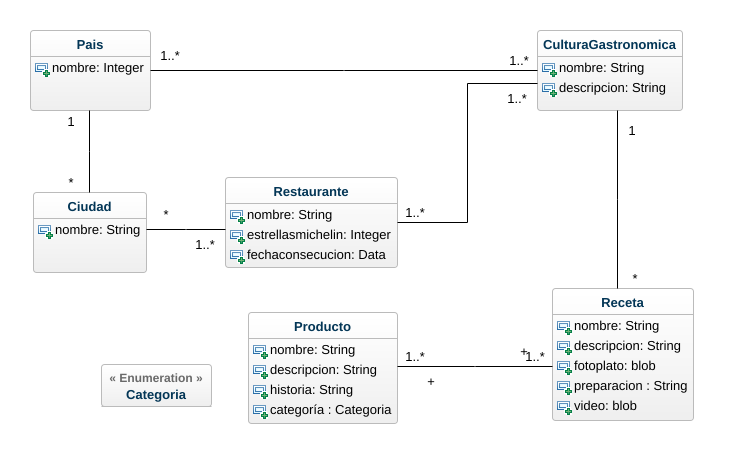 Pais
nombre: Integer
1..*
1..*
CulturaGastronomica
nombre: String
descripcion: String
1..*
1
1
*
*
Ciudad
nombre: String
*
1..*
Restaurante
nombre: String
estrellasmichelin: Integer
fechaconsecucion: Data
1..*
*
Receta
nombre: String
descripcion: String
fotoplato: blob
preparacion : String
video: blob
Producto
nombre: String
descripcion: String
historia: String
categoría : Categoria
1..*
+
+
1..*
« Enumeration »
Categoria